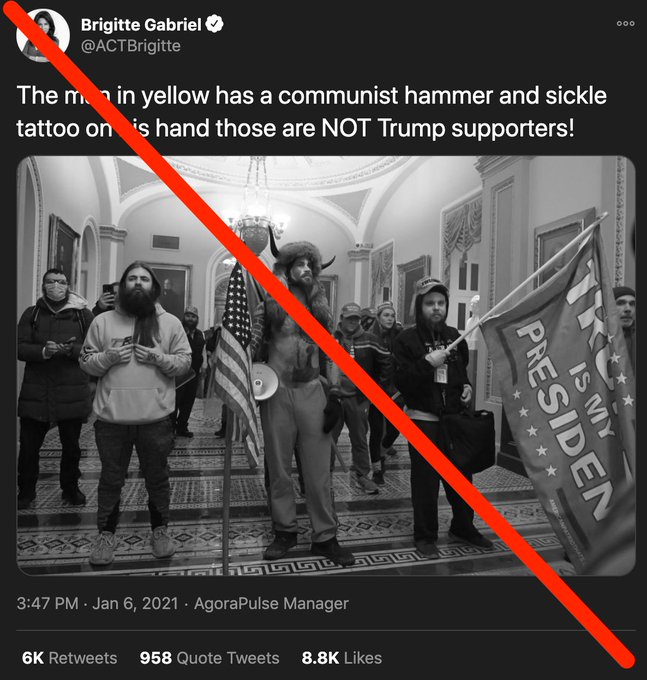 Brigitte Gabriel
@ACTBrigitte
The man in yellow has a communist hammer and sickle
tattoo on his hand those are NOT Trump supporters!
IS MY
PRESIDEN
3:47 PM · Jan 6, 2021 · AgoraPulse Manager
6K Retweets 958 Quote Tweets 8.8K Likes